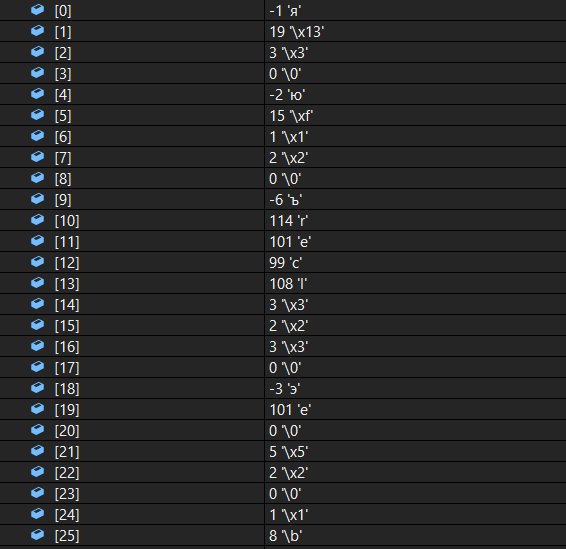 [0] -1 'я'
[1] 19 '\x13'
[2] 3 '\x3'
[3] 0 '\0'
[4] -2 'ю'
[5] 15 '\xf'
[6] 1 '\x1'
[7] 2 '\x2'
[8] 0 '\0'
[9] -6 'ъ'
[10] 114 'r'
[11] 101 'e'
[12] 99 'c'
[13] 108 'l'
[14] 3 '\x3'
[15] 2 '\x2'
[16] 3 '\x3'
[17] 0 '\0'
[18] -3 'э'
[19] 101 'e'
[20] 0 '\0'
[21] 5 '\x5'
[22] 2 '\x2'
[23] 0 '\0'
[24] 1 '\x1'
[25] 8 '\b'